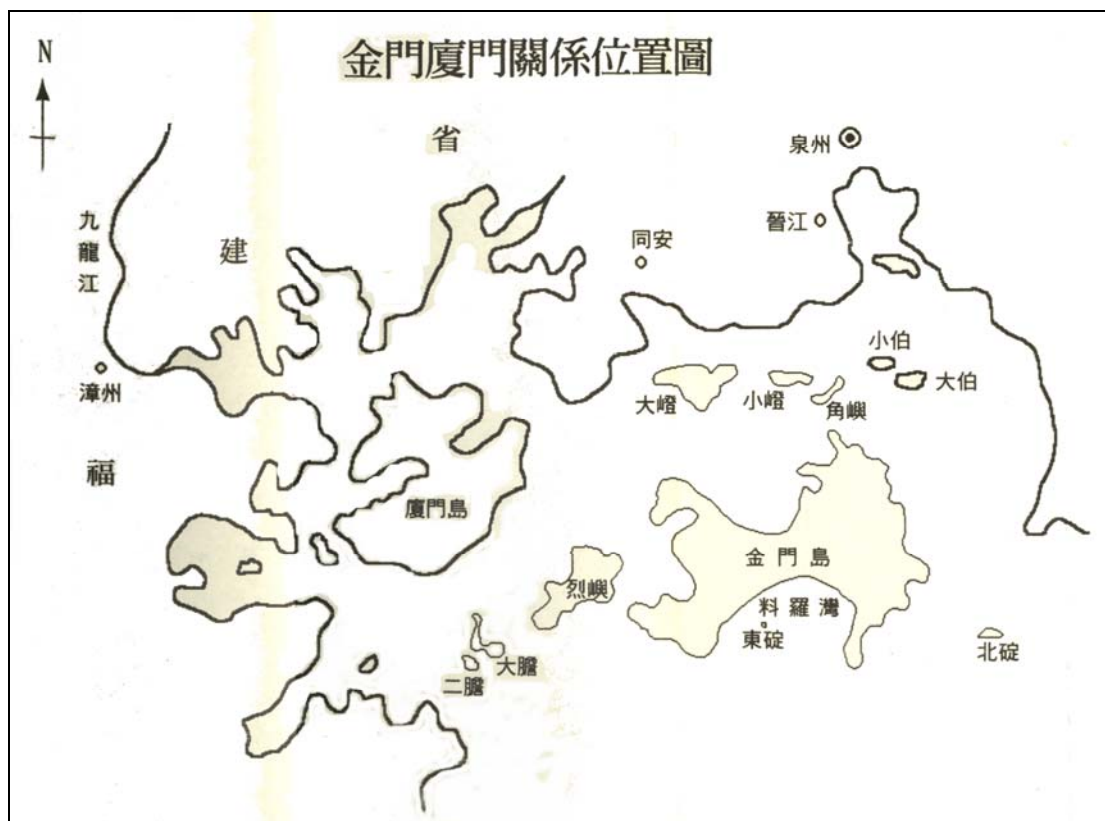 N
金門廈門關係位置圖
省
泉州
九龍江
建
同安
晉江
小伯
大伯
漳州
大嶝
小嶝
角嶼
福
廈門島
金門島
烈嶼
料羅灣
東碇
北碇
大膽
二膽